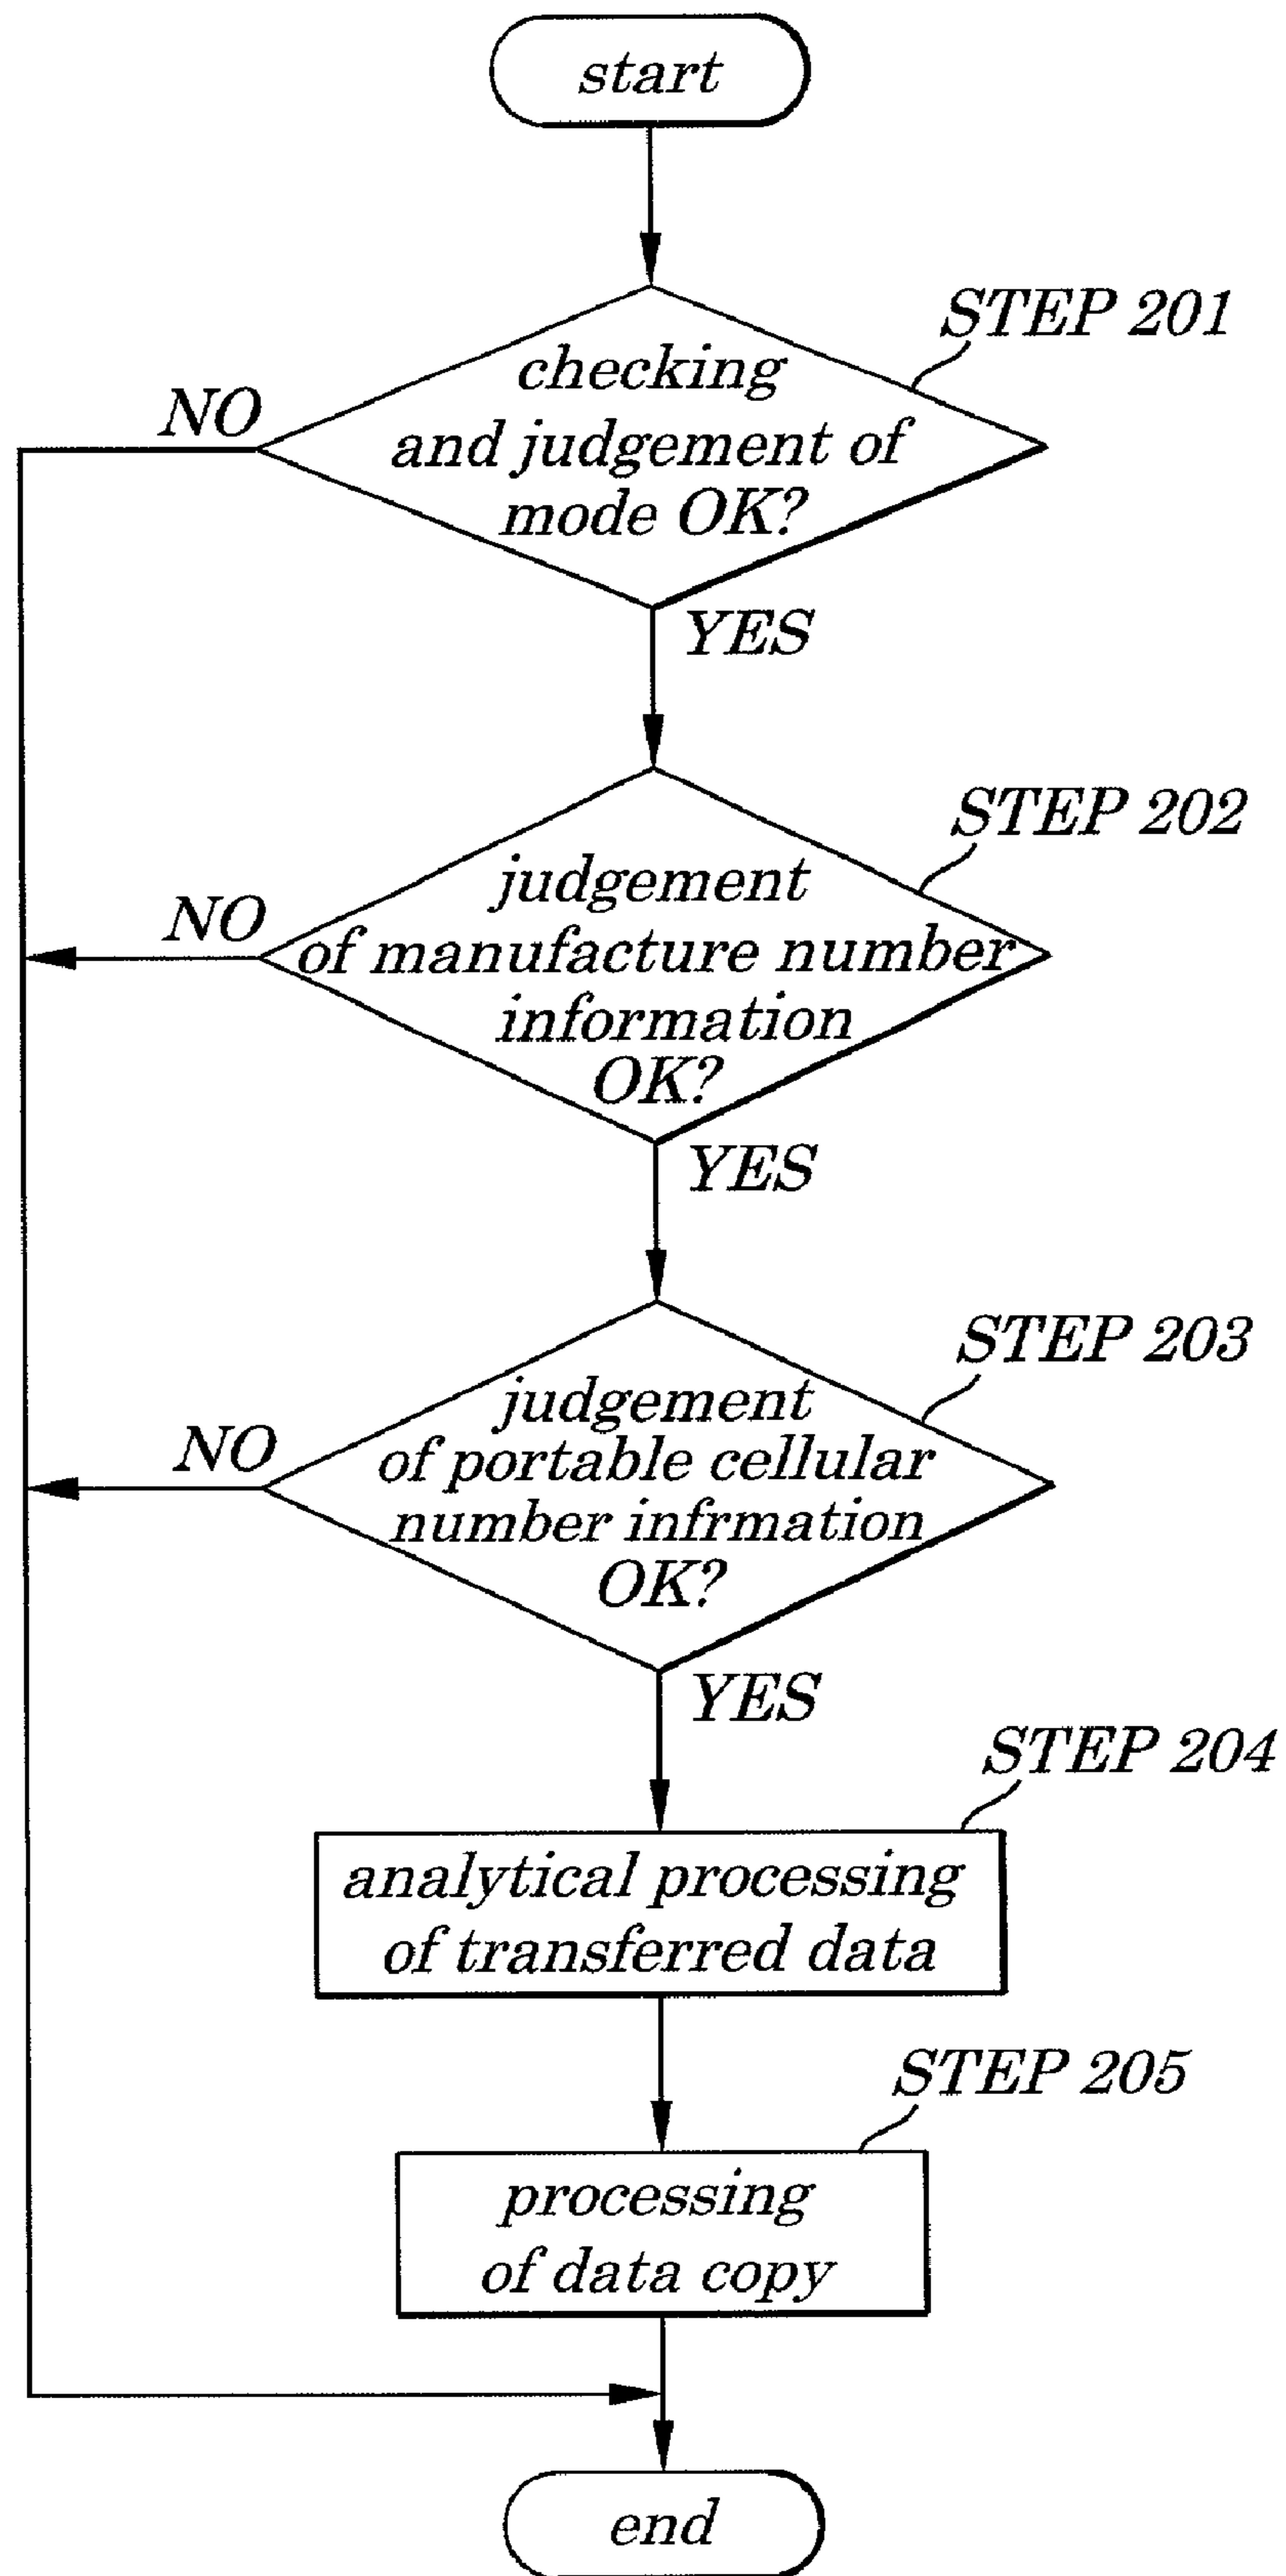 start
STEP 201
checking
and judgement of
mode OK?
NO
YES
STEP 202
judgement
of manufacture number
information
OK?
NO
YES
STEP 203
judgement
of portable cellular
number infrmation
OK?
NO
YES
STEP 204
analytical processing
of transferred data
STEP 205
processing
of data copy
end